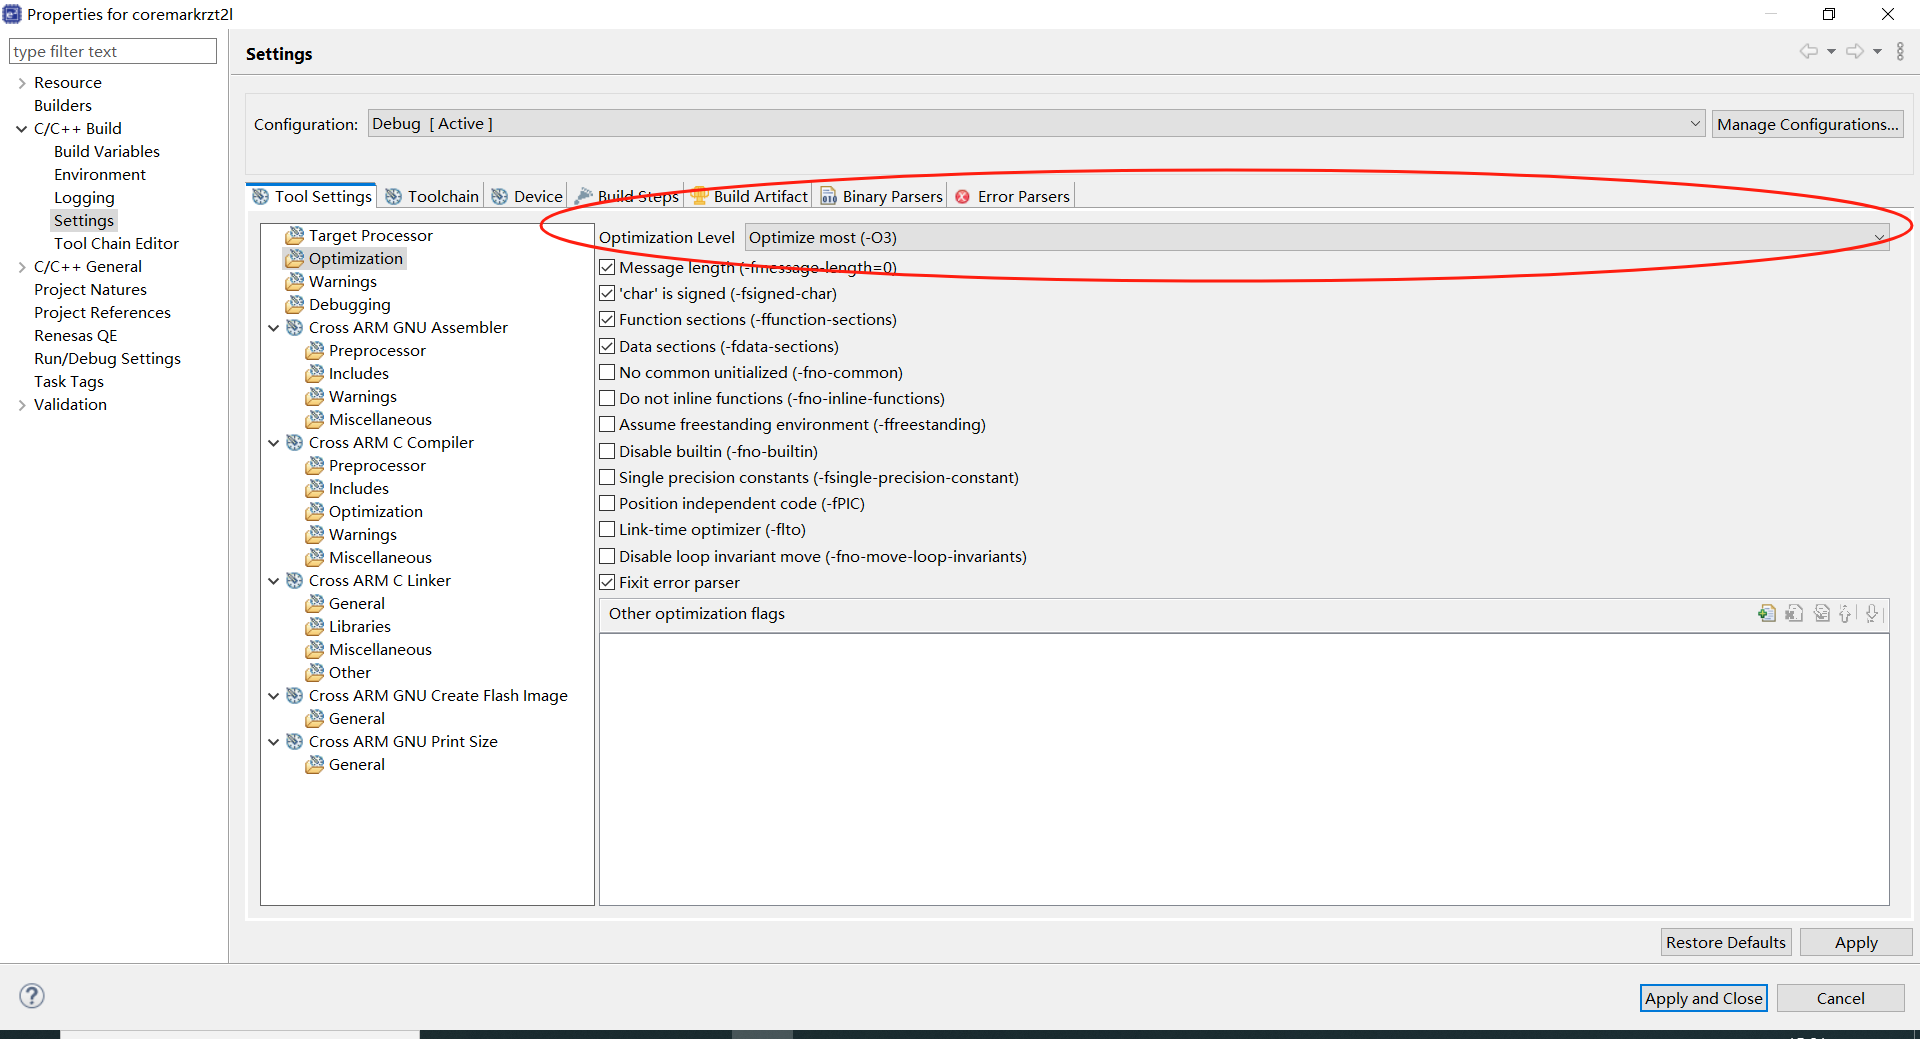 Properties for coremarkrzt2l
type filter text
Resource
Builders
C/C++ Build
Build Variables
Environment
Logging
Settings
Tool Chain Editor
C/C++ General
Project Natures
Project References
Renesas QE
Run/Debug Settings
Task Tags
Validation
Settings
Configuration: Debug [ Active ] Manage Configurations...
Tool Settings Toolchain Device Build Steps Build Artifact Binary Parsers Error Parsers
Target Processor
Optimization
Warnings
Debugging
Cross ARM GNU Assembler
Preprocessor
Includes
Warnings
Miscellaneous
Cross ARM C Compiler
Preprocessor
Includes
Optimization
Warnings
Miscellaneous
Cross ARM C Linker
General
Libraries
Miscellaneous
Other
Cross ARM GNU Create Flash Image
General
Cross ARM GNU Print Size
General
Optimization Level Optimize most (-O3)
Message length (-fmessage-length=0)
'char' is signed (-fsigned-char)
Function sections (-ffunction-sections)
Data sections (-fdata-sections)
No common unitialized (-fno-common)
Do not inline functions (-fno-inline-functions)
Assume freestanding environment (-ffreestanding)
Disable builtin (-fno-builtin)
Single precision constants (-fsingle-precision-constant)
Position independent code (-fPIC)
Link-time optimizer (-flto)
Disable loop invariant move (-fno-move-loop-invariants)
Fixit error parser
Other optimization flags
Restore Defaults Apply
Apply and Close Cancel